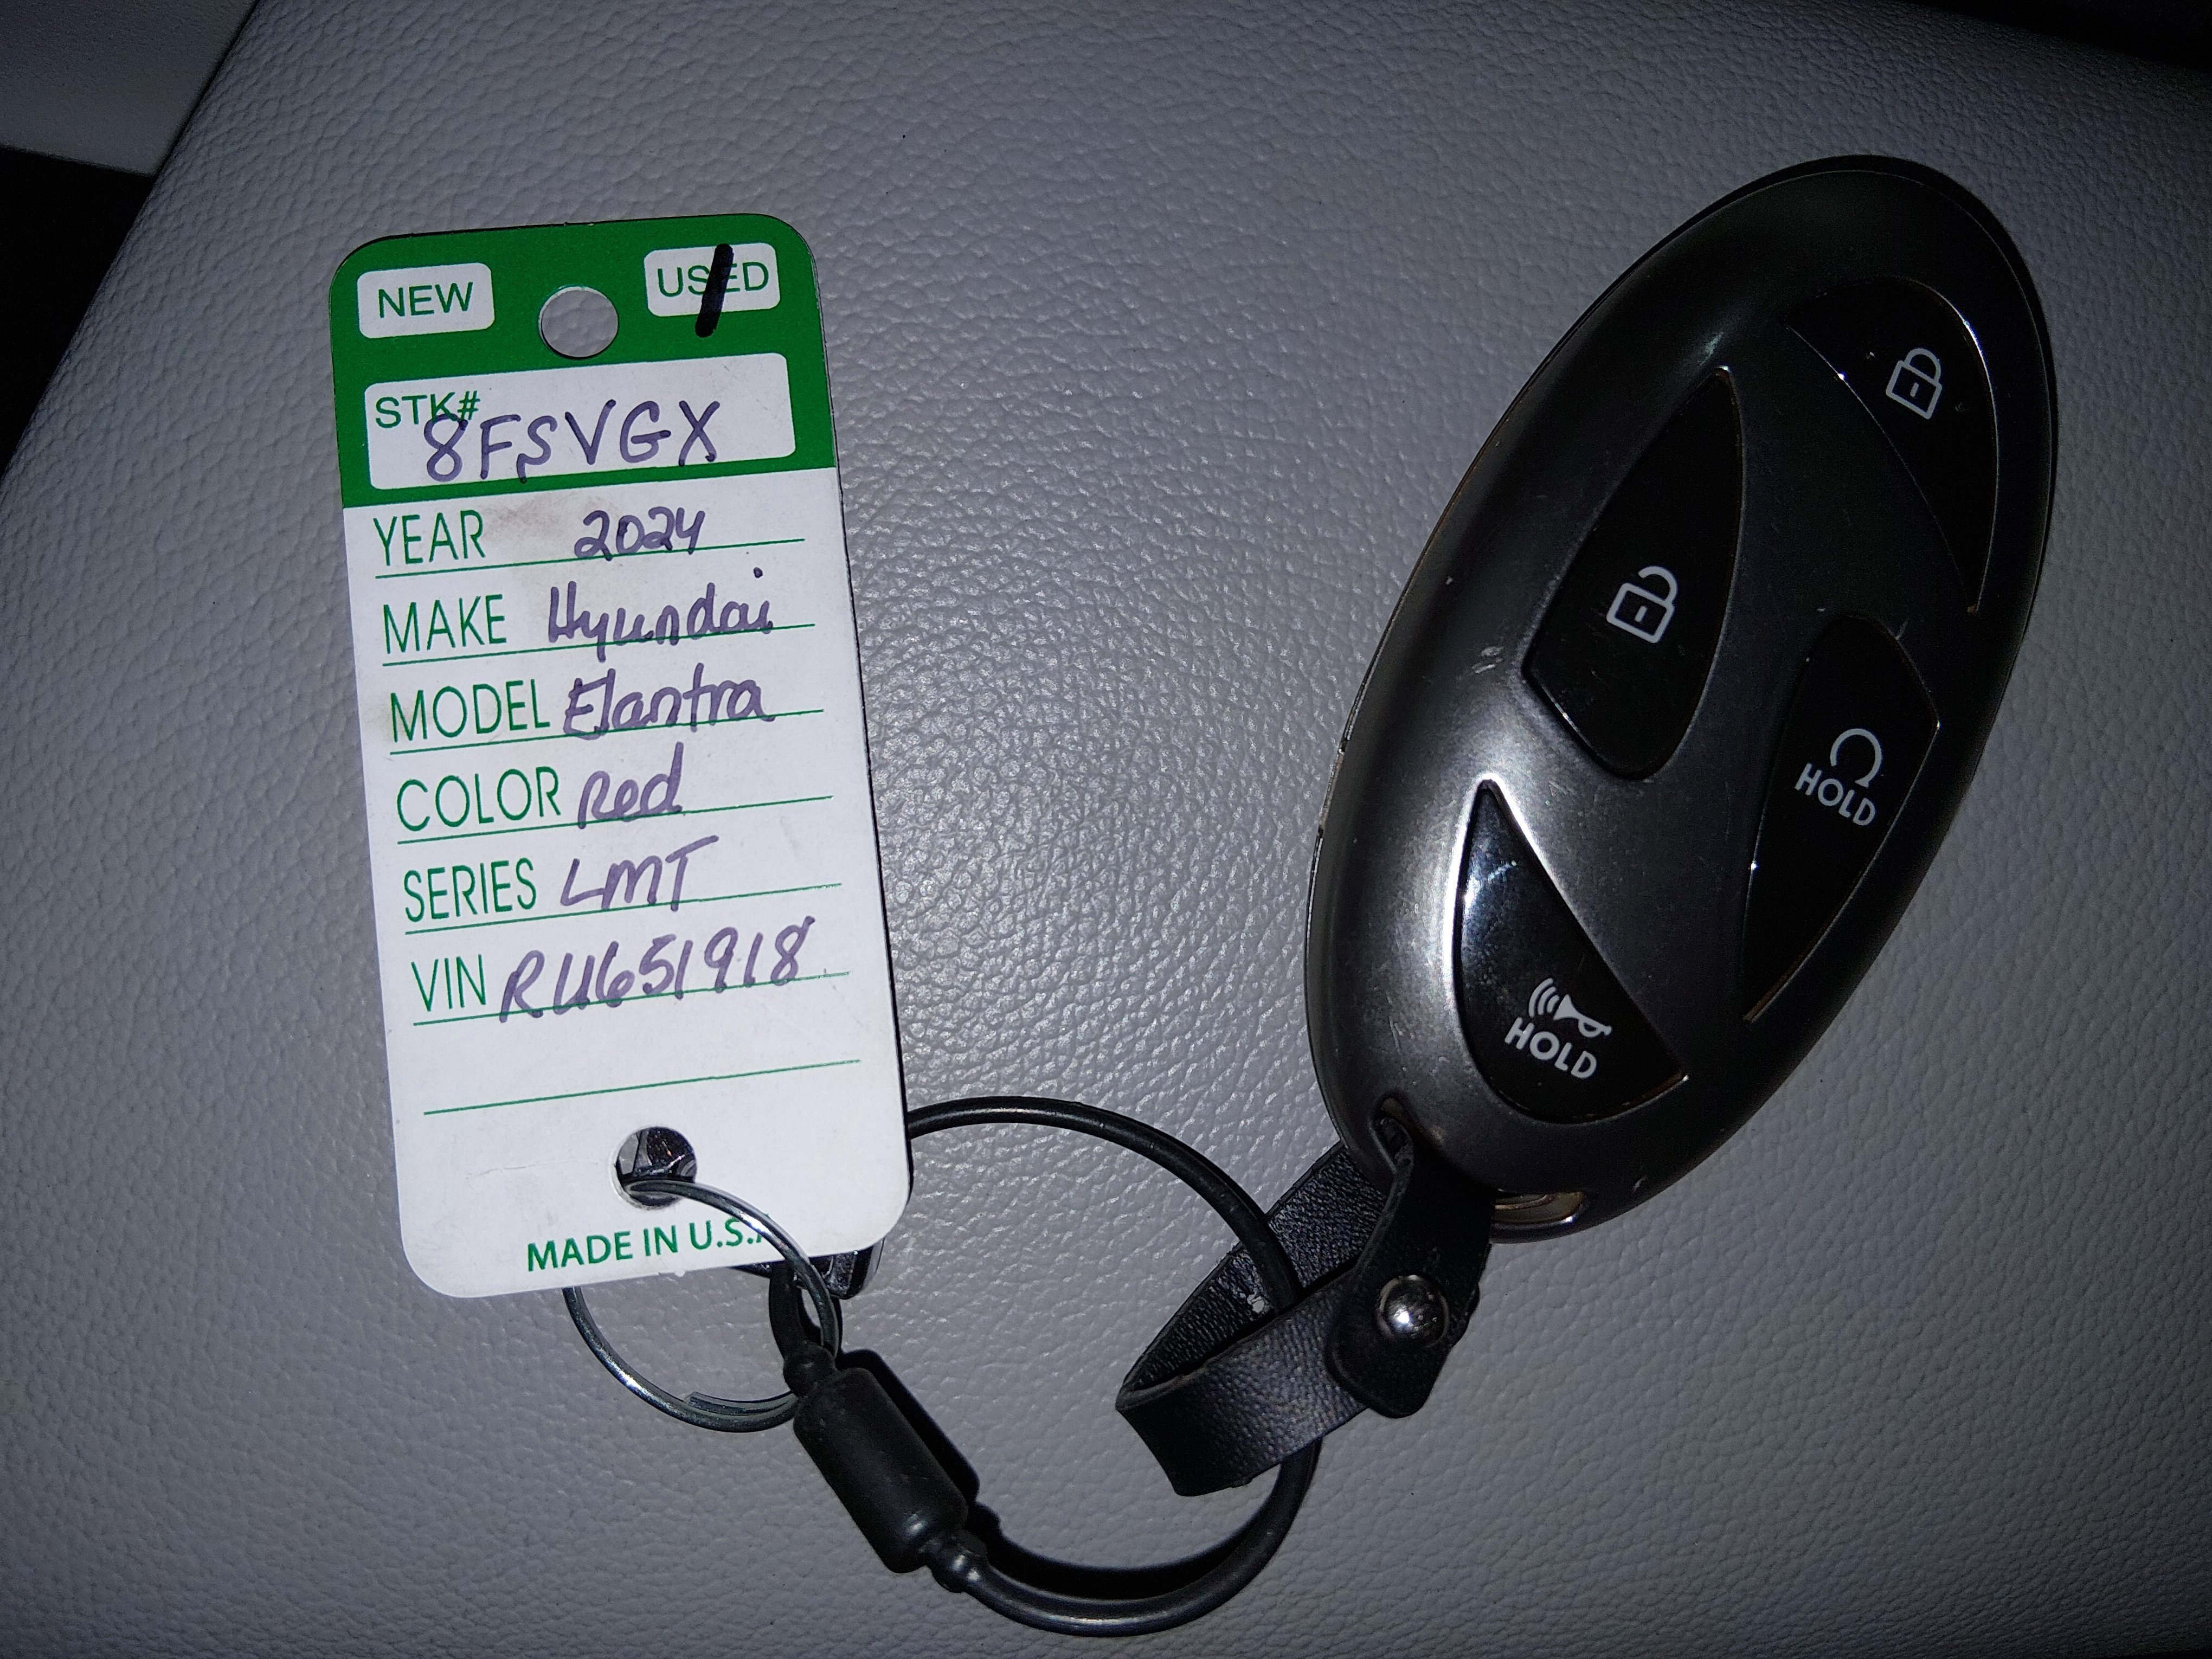 NEW USED
STK# 8FSVGX
YEAR 2024
MAKE Hyundai
MODEL Elantra
COLOR Red
SERIES LMT
VIN RU651918
MADE IN U.S.A
HOLD
HOLD